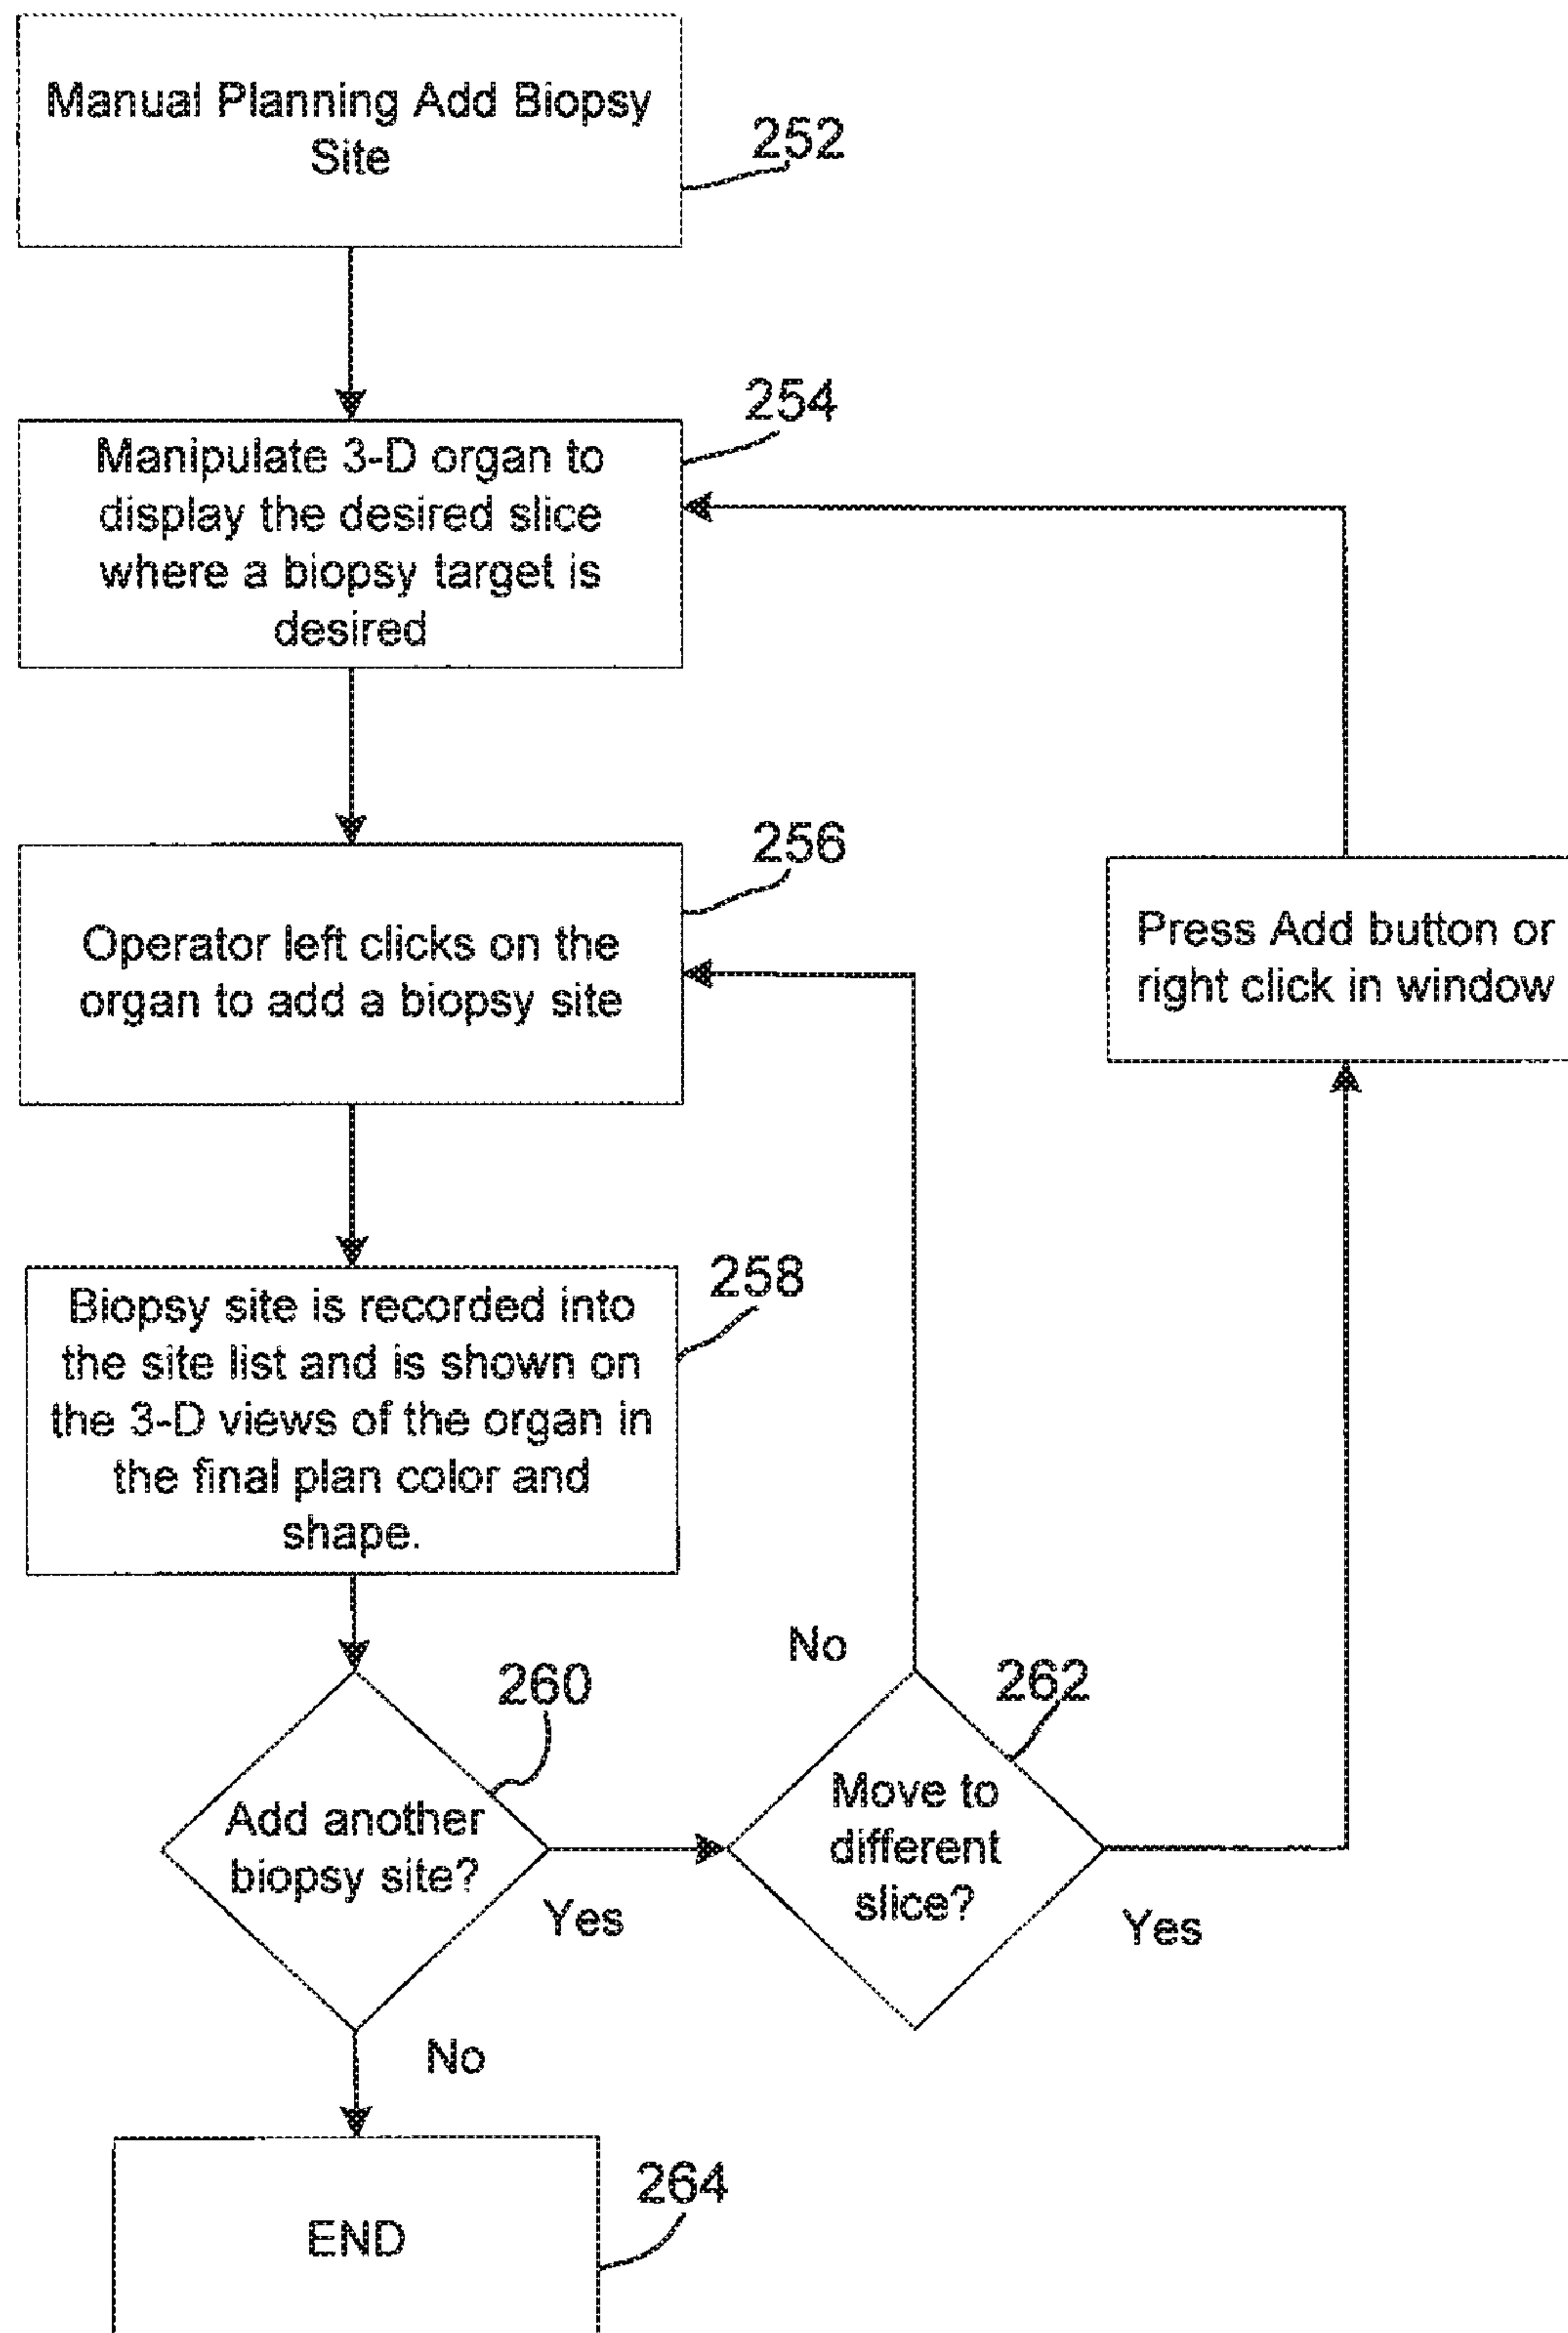 Manual Planning Add Biopsy
Site
252
254
Manipulate 3-D organ to
display the desired slice
where a biopsy target is
desired
256
Operator left clicks on the
organ to add a biopsy site
Press Add button or
right click in window
258
Biopsy site is recorded into
the site list and is shown on
the 3-D views of the organ in
the final plan color and
shape.
No
260
262
Add another
biopsy site?
Yes
Move to
different
slice?
Yes
No
264
END